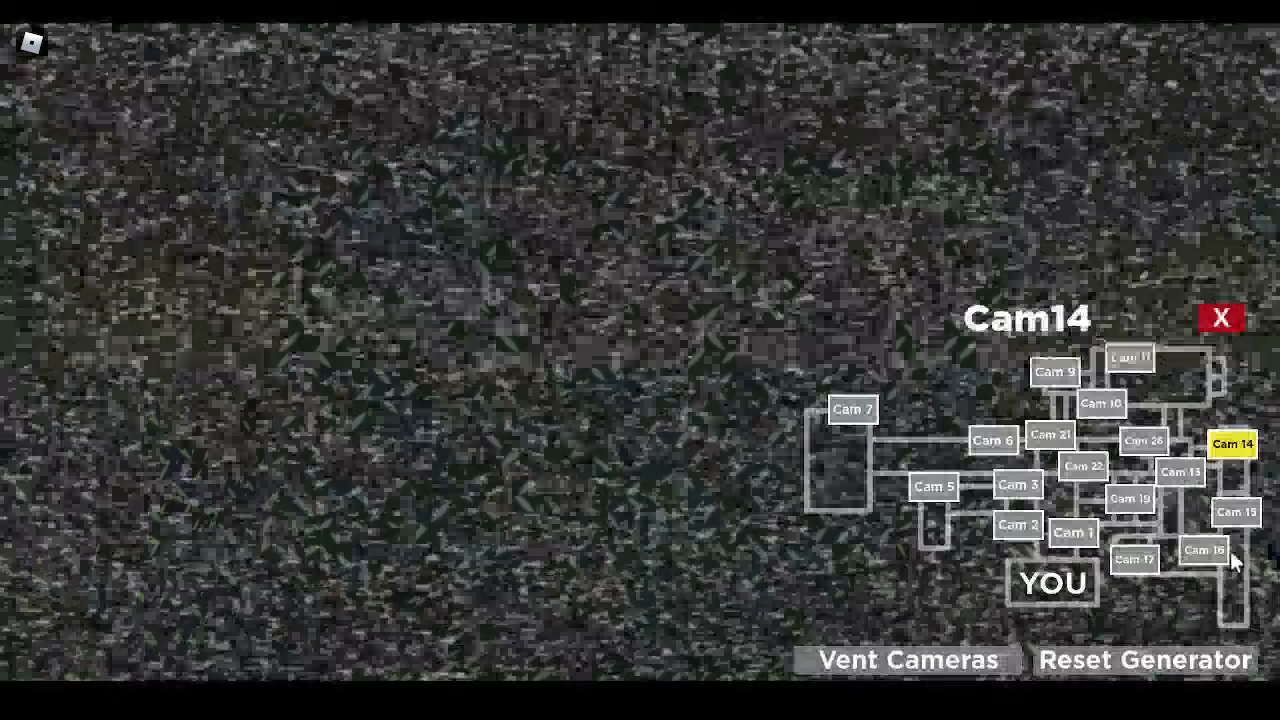 Cam14
X
Cam 11
Cam 9
Cam 10
Cam 7
Cam 21
Cam 6
Cam 26
Cam 14
Cam 22
Cam 13
Cam 3
Cam 5
Cam 19
Cam 15
Cam 2
Cam 1
Cam 16
Cam 17
YOU
Vent Cameras
Reset Generator